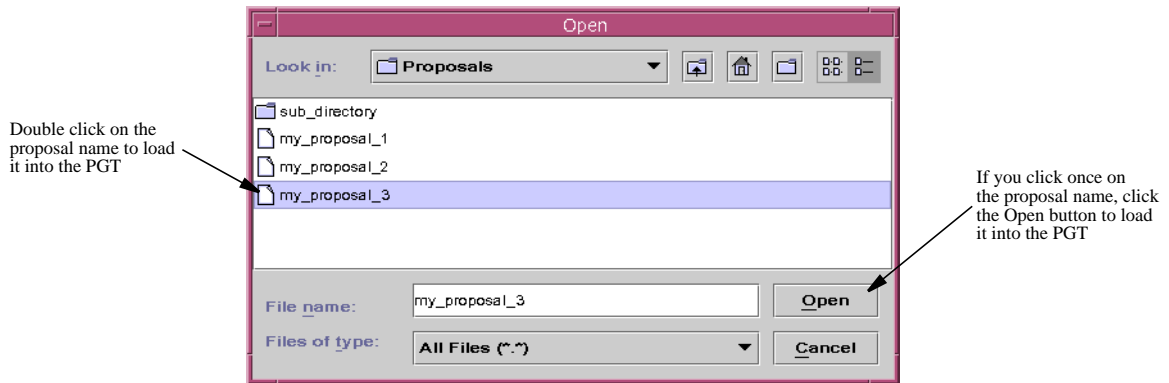 Open
Look in:
Proposals
sub_directory
my_proposal_1
my_proposal_2
my_proposal_3
Double click on the
proposal name to load
it into the PGT
If you click once on
the proposal name, click
the Open button to load
it into the PGT
File name:
my_proposal_3
Open
Files of type:
All Files (*.*)
Cancel